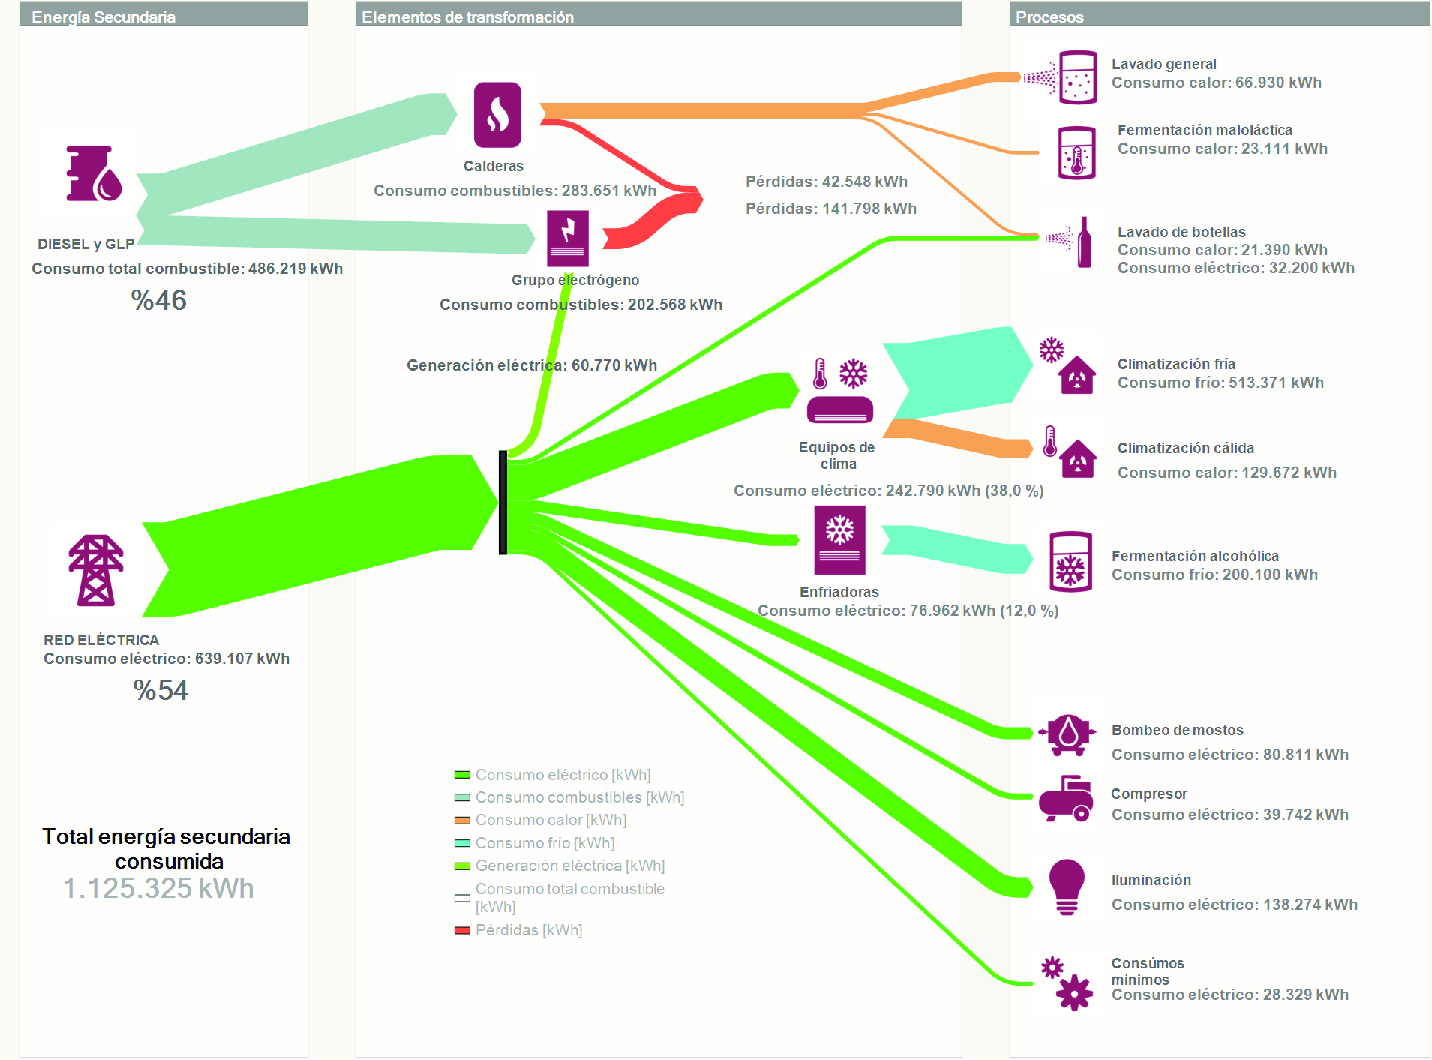 Energía Secundaria
Elementos de transformación
Procesos
DIESEL y GLP
Consumo total combustible: 486.219 kWh
%46
RED ELÉCTRICA
Consumo eléctrico: 639.107 kWh
%54
Total energía secundaria
consumida
1.125.325 kWh
Calderas
Consumo combustibles: 283.651 kWh
Grupo electrógeno
Consumo combustibles: 202.568 kWh
Generación eléctrica: 60.770 kWh
Pérdidas: 42.548 kWh
Pérdidas: 141.798 kWh
Equipos de
clima
Consumo eléctrico: 242.790 kWh (38,0 %)
Enfriadoras
Consumo eléctrico: 76.962 kWh (12,0 %)
Consumo eléctrico [kWh]
Consumo combustibles [kWh]
Consumo calor [kWh]
Consumo frío [kWh]
Generación eléctrica [kWh]
Consumo total combustible
[kWh]
Pérdidas [kWh]
Lavado general
Consumo calor: 66.930 kWh
Fermentación maloláctica
Consumo calor: 23.111 kWh
Lavado de botellas
Consumo calor: 21.390 kWh
Consumo eléctrico: 32.200 kWh
Climatización fría
Consumo frío: 513.371 kWh
Climatización cálida
Consumo calor: 129.672 kWh
Fermentación alcohólica
Consumo frío: 200.100 kWh
Bombeo de mostos
Consumo eléctrico: 80.811 kWh
Compresor
Consumo eléctrico: 39.742 kWh
Iluminación
Consumo eléctrico: 138.274 kWh
Consúmos
mínimos
Consumo eléctrico: 28.329 kWh